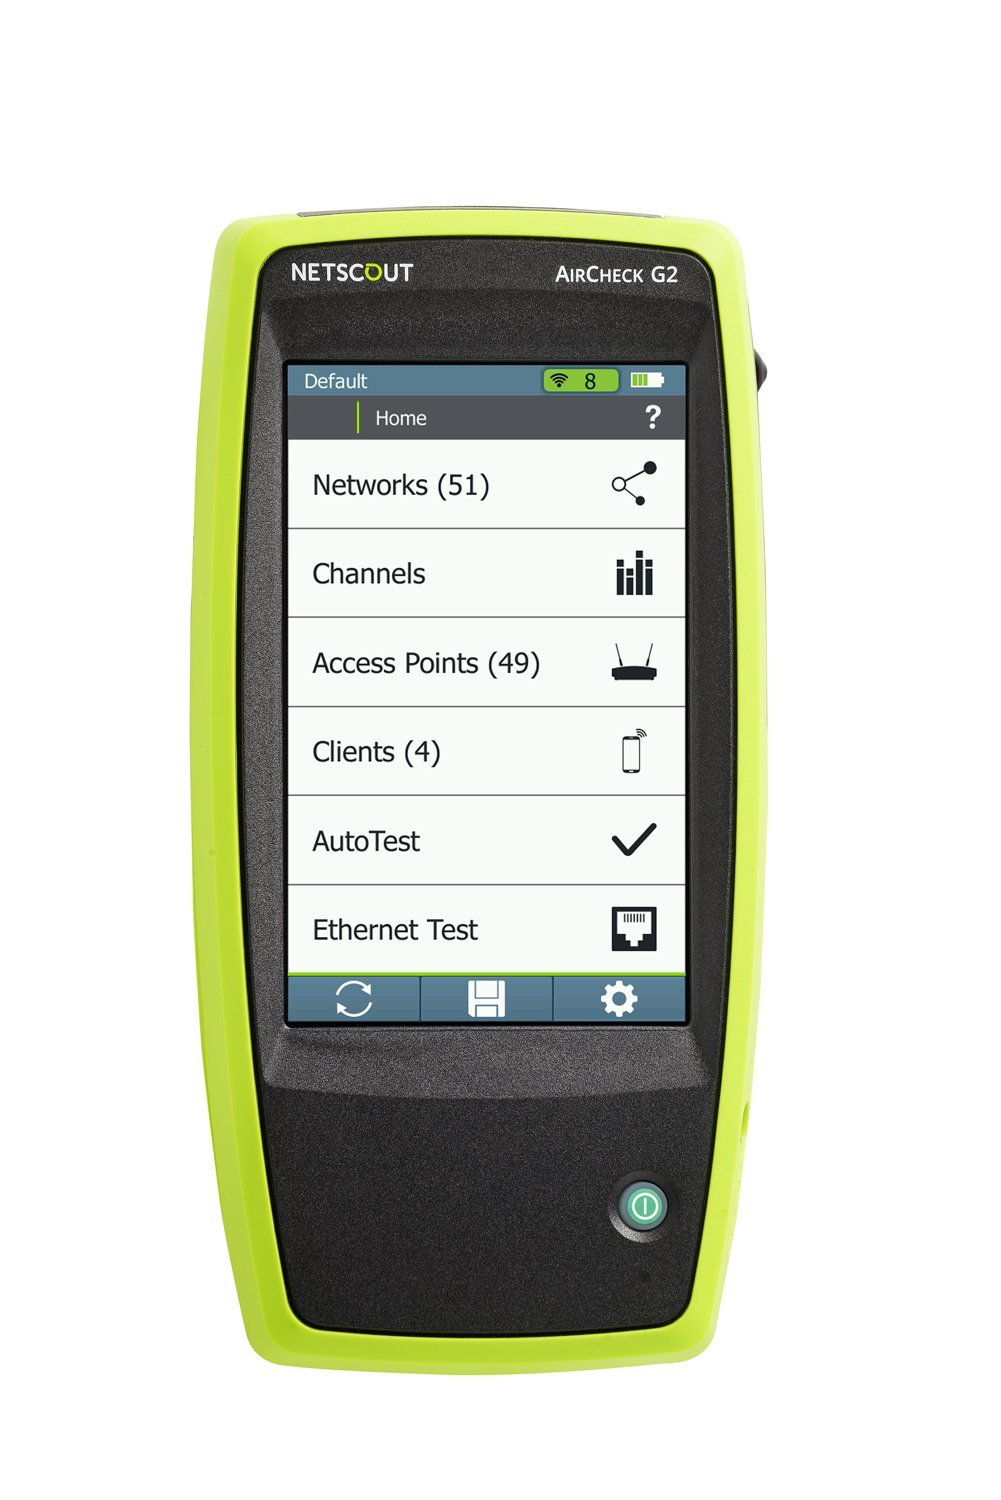 NETSCOUT
AIRCHECK G2
Default
8
Home
?
Networks (51)
Channels
Access Points (49)
Clients (4)
AutoTest
Ethernet Test